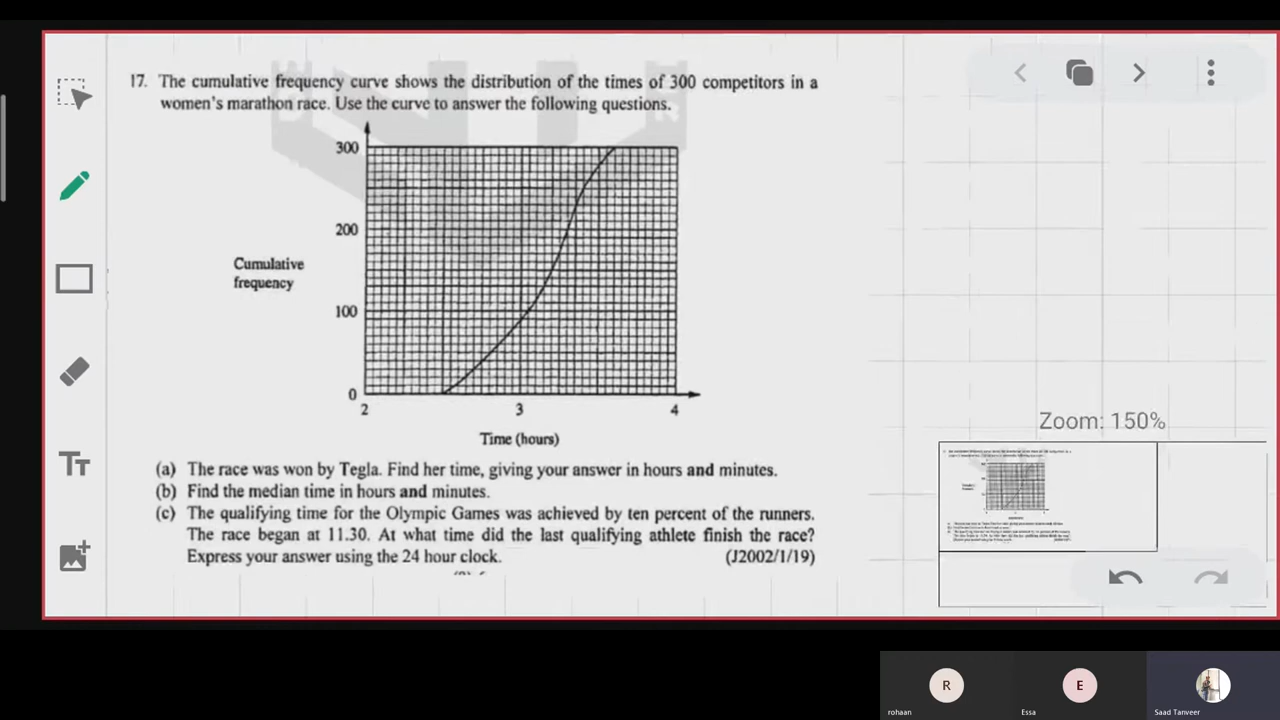 17. The cumulative frequency curve shows the distribution of the times of 300 competitors in a
women's marathon race. Use the curve to answer the following questions.
300
200
Cumulative
frequency
100
0
2
3
4
Time (hours)
(a) The race was won by Tegla. Find her time, giving your answer in hours and minutes.
(b) Find the median time in hours and minutes.
(c) The qualifying time for the Olympic Games was achieved by ten percent of the runners.
The race began at 11.30. At what time did the last qualifying athlete finish the race?
Express your answer using the 24 hour clock. (J2002/1/19)
TT
Zoom: 150%
R
rohaan
E
Essa
Saad Tanveer